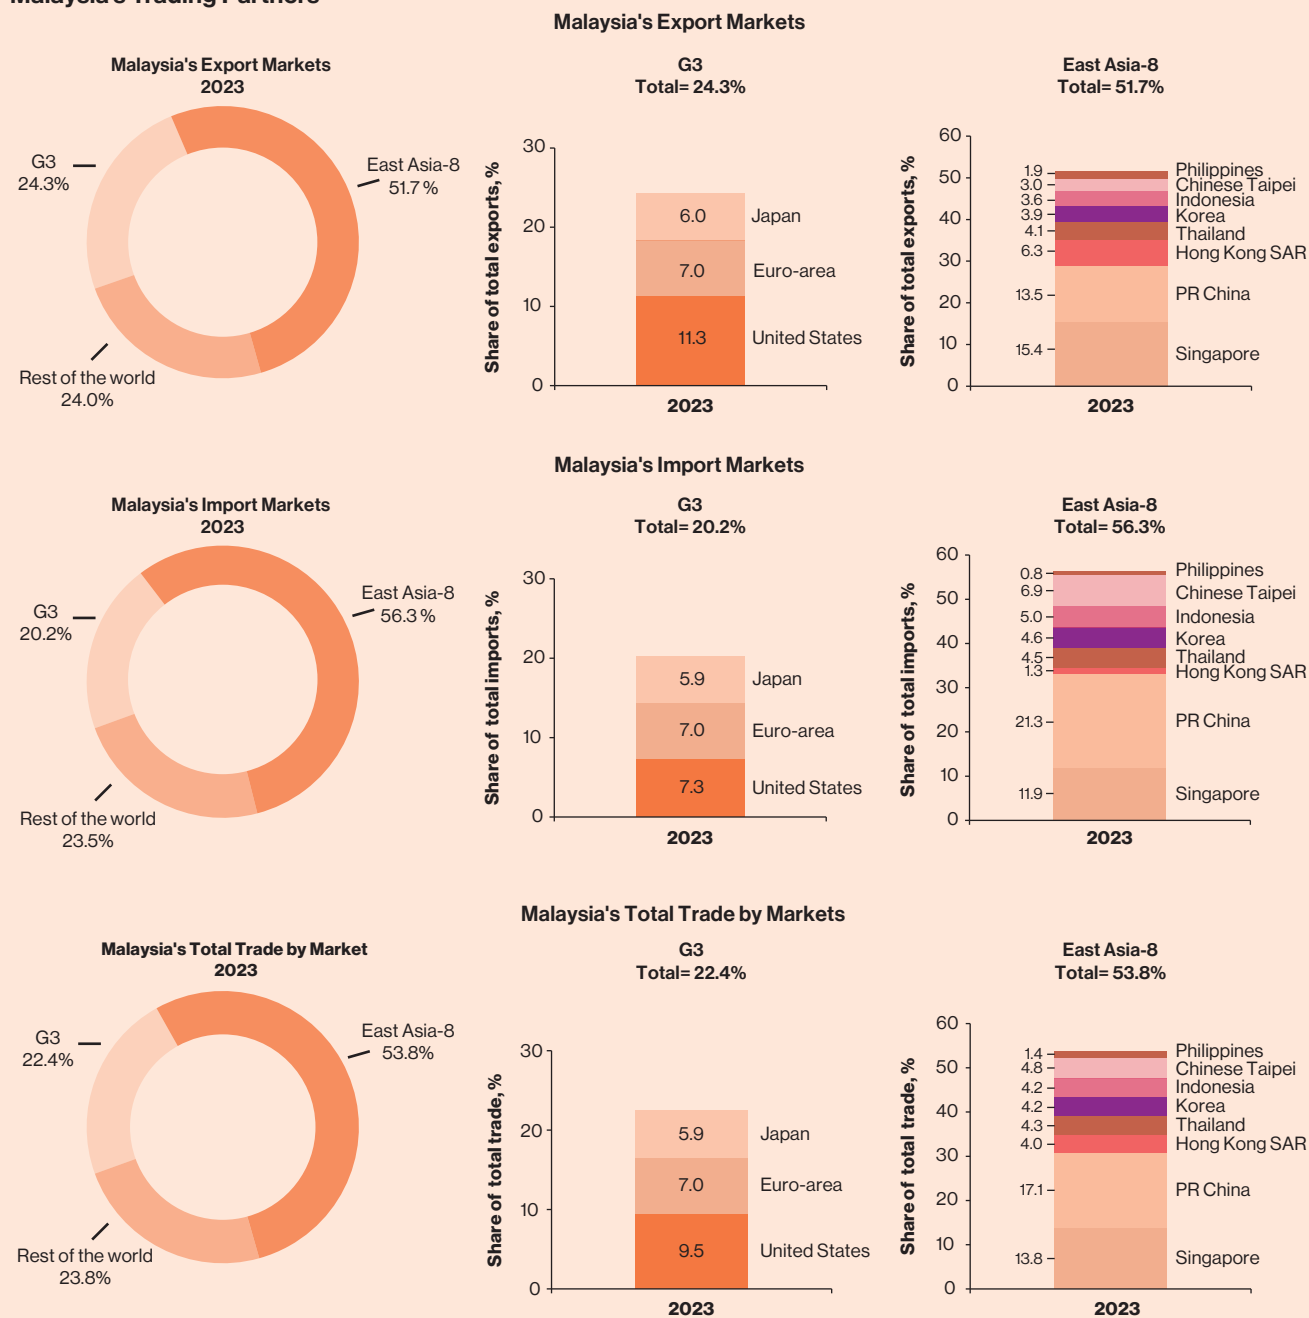 Malaysia's Trading Partners
Malaysia's Export Markets
Malaysia's Export Markets
2023
G3
24.3%
East Asia-8
51.7 %
Rest of the world
24.0%
G3
Total= 24.3%
Share of total exports, %
30
20
10
0
6.0
Japan
7.0
Euro-area
11.3
United States
2023
East Asia-8
Total= 51.7%
Share of total exports, %
60
50
40
30
20
10
0
1.9
Philippines
3.0
Chinese Taipei
3.6
Indonesia
3.9
Korea
4.1
Thailand
6.3
Hong Kong SAR
13.5
PR China
15.4
Singapore
2023
Malaysia's Import Markets
Malaysia's Import Markets
2023
G3
20.2%
East Asia-8
56.3 %
Rest of the world
23.5%
G3
Total= 20.2%
Share of total imports, %
30
20
10
0
5.9
Japan
7.0
Euro-area
7.3
United States
2023
East Asia-8
Total= 56.3%
Share of total imports, %
60
50
40
30
20
10
0
0.8
Philippines
6.9
Chinese Taipei
5.0
Indonesia
4.6
Korea
4.5
Thailand
1.3
Hong Kong SAR
21.3
PR China
11.9
Singapore
2023
Malaysia's Total Trade by Markets
Malaysia's Total Trade by Market
2023
G3
22.4%
East Asia-8
53.8%
Rest of the world
23.8%
G3
Total= 22.4%
Share of total trade, %
30
20
10
0
5.9
Japan
7.0
Euro-area
9.5
United States
2023
East Asia-8
Total= 53.8%
Share of total trade, %
60
50
40
30
20
10
0
1.4
Philippines
4.8
Chinese Taipei
4.2
Indonesia
4.2
Korea
4.3
Thailand
4.0
Hong Kong SAR
17.1
PR China
13.8
Singapore
2023